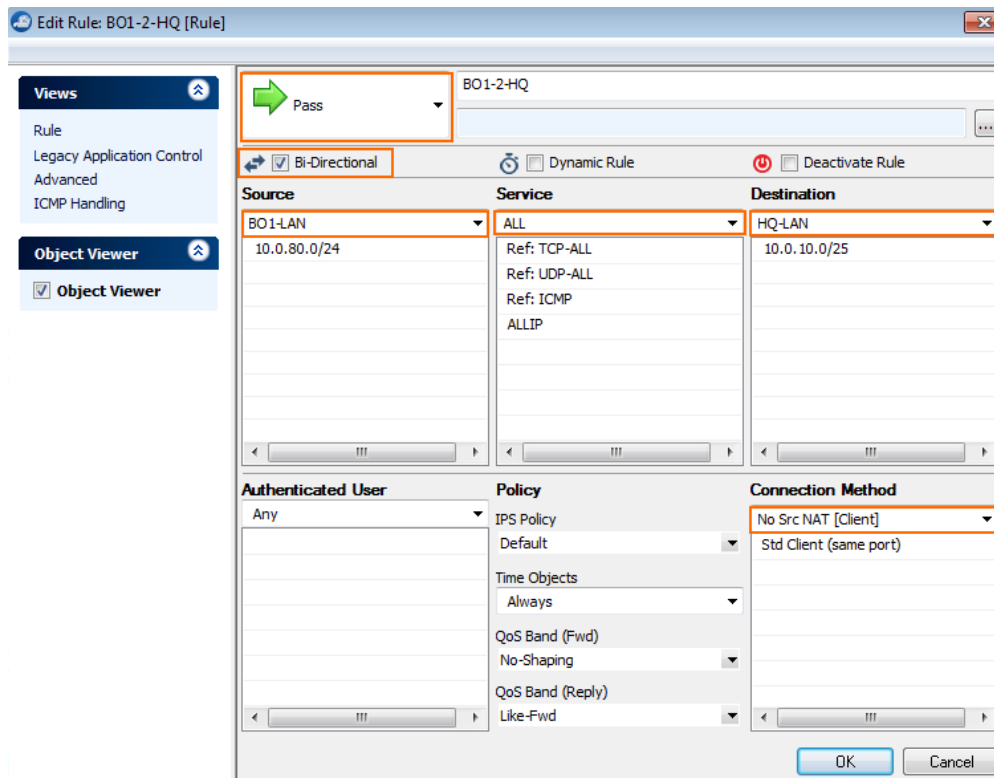 Edit Rule: BO1-2-HQ [Rule]
Views
Rule
Legacy Application Control
Advanced
ICMP Handling
Object Viewer
Object Viewer
Pass
BO1-2-HQ
...
Bi-Directional
Dynamic Rule
Deactivate Rule
Source
Service
Destination
BO1-LAN
ALL
HQ-LAN
10.0.80.0/24
Ref: TCP-ALL
10.0.10.0/25
Ref: UDP-ALL
Ref: ICMP
ALLIP
Authenticated User
Policy
Connection Method
Any
IPS Policy
No Src NAT [Client]
Default
Std Client (same port)
Time Objects
Always
QoS Band (Fwd)
No-Shaping
QoS Band (Reply)
Like-Fwd
OK
Cancel